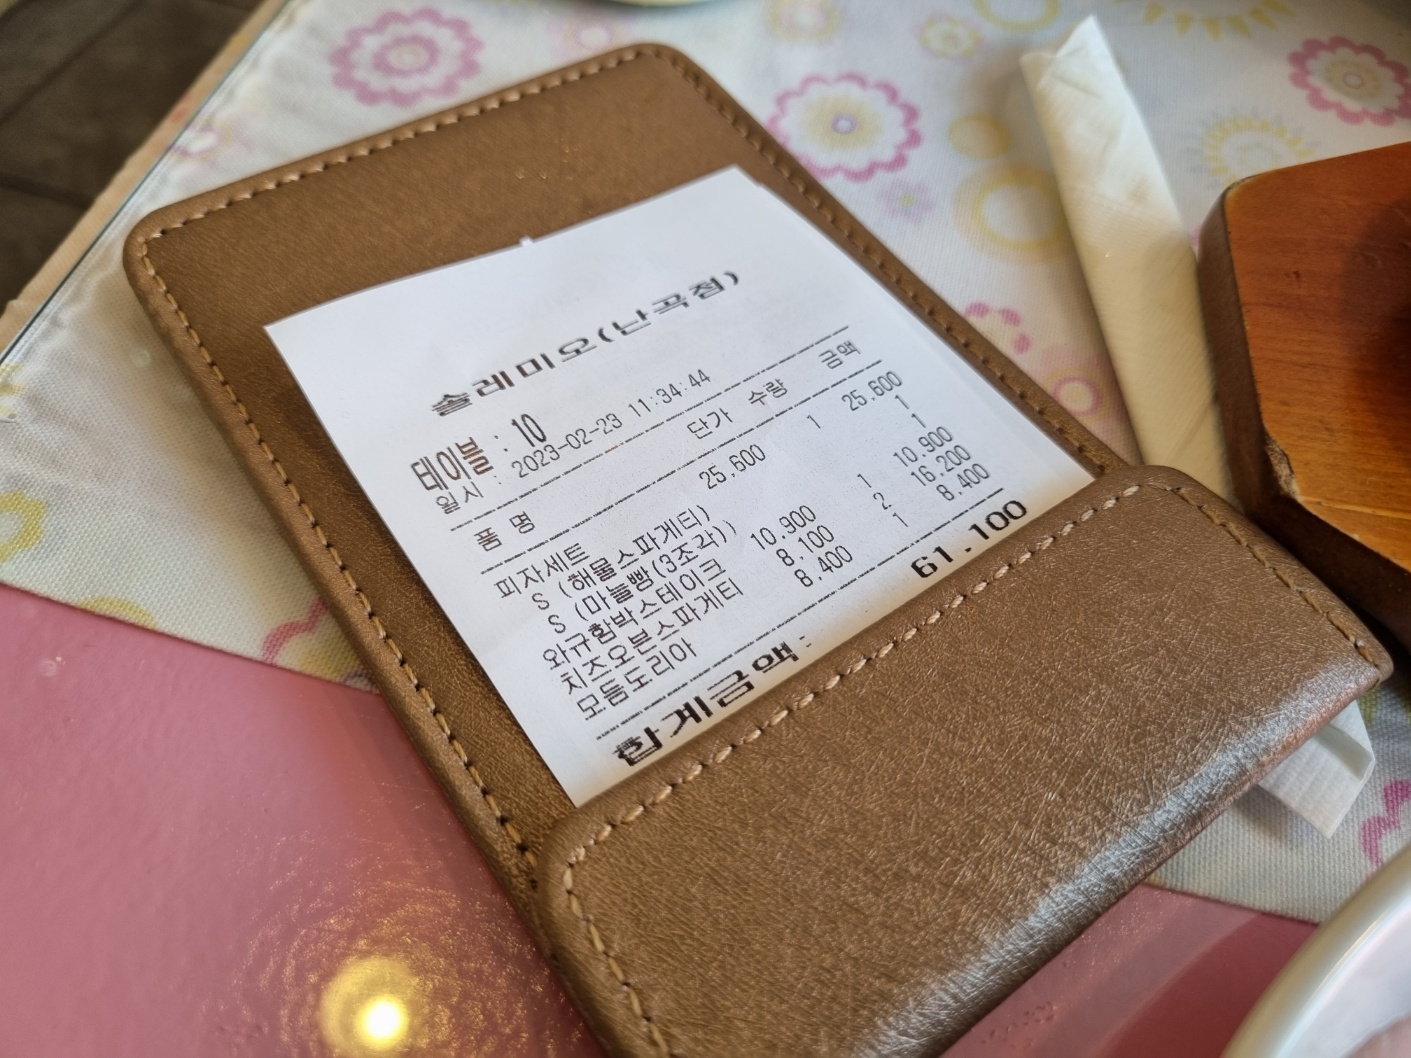 솔레미오(난곡점)
테이블 : 10
일시 : 2023-02-23 11:34:44
품 명 단가 수량 금액
피자세트 25,600 1 25,600
S (해물스파게티) 1
S (마늘빵(3조각)) 1
와규함박스테이크 10,900 1 10,900
치즈오븐스파게티 8,100 2 16,200
모듬도리아 8,400 1 8,400
합계금액: 61,100